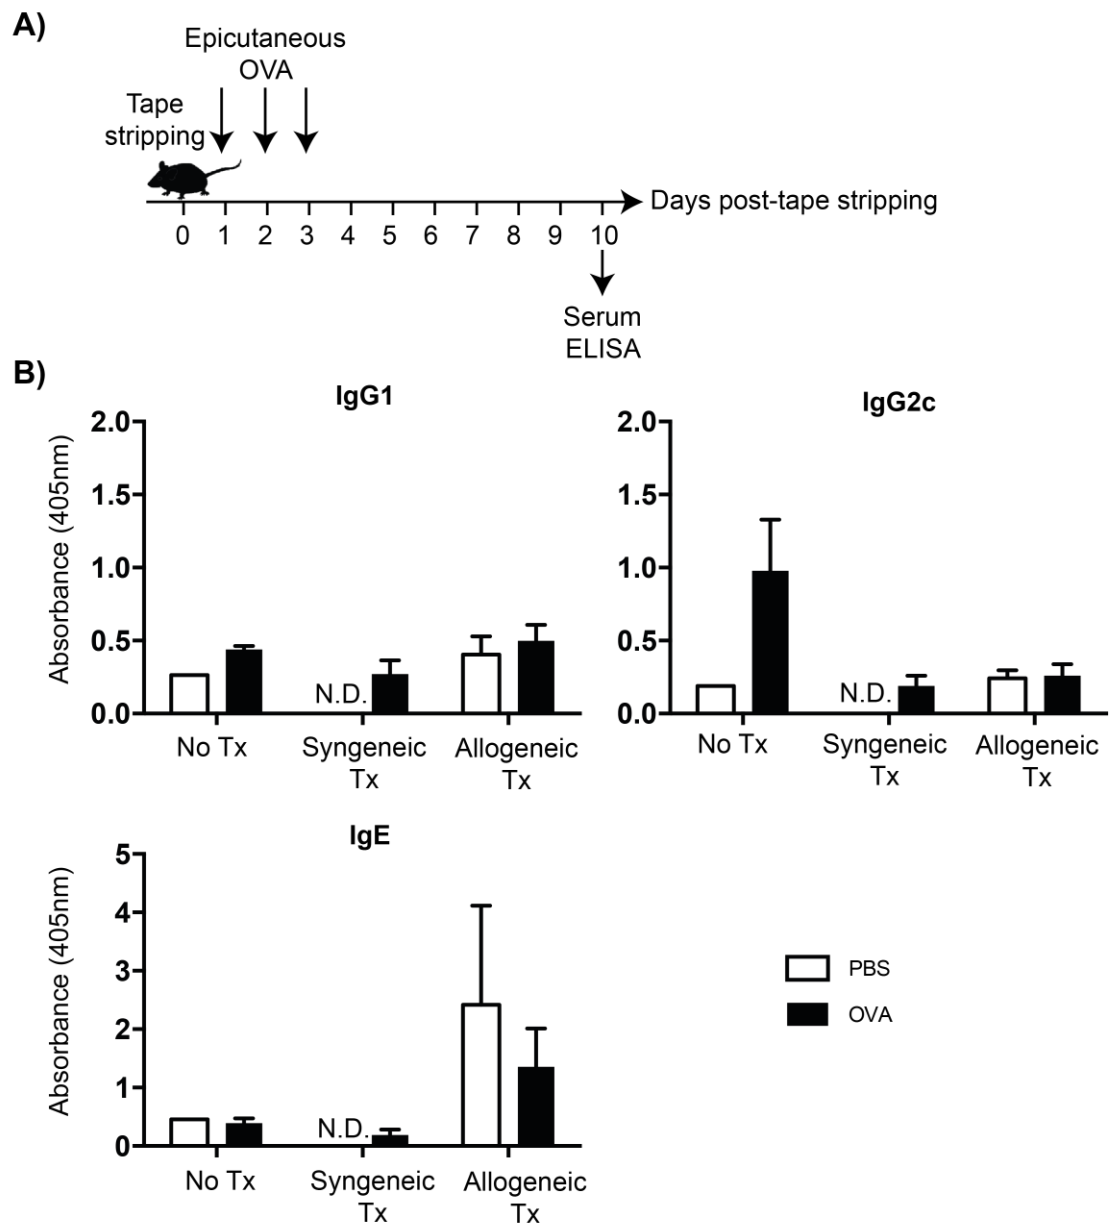 A)
Epicutaneous
OVA
Tape
stripping
Days post-tape stripping
0 1 2 3 4 5 6 7 8 9 10
Serum
ELISA
B)
IgG1
Absorbance (405nm)
2.0
1.5
1.0
0.5
0.0
N.D.
No Tx
Syngeneic
Tx
Allogeneic
Tx
IgG2c
2.0
1.5
1.0
0.5
0.0
N.D.
No Tx
Syngeneic
Tx
Allogeneic
Tx
IgE
Absorbance (405nm)
5
4
3
2
1
0
N.D.
No Tx
Syngeneic
Tx
Allogeneic
Tx
PBS
OVA